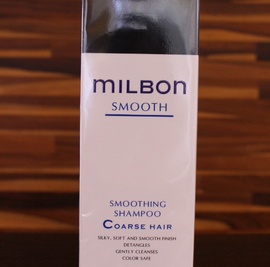 MILBON
SMOOTH
SMOOTHING
SHAMPOO
COARSE HAIR
SILKY, SOFT AND SMOOTH FINISH
DETANGLES
GENTLY CLEANSES
COLOR SAFE